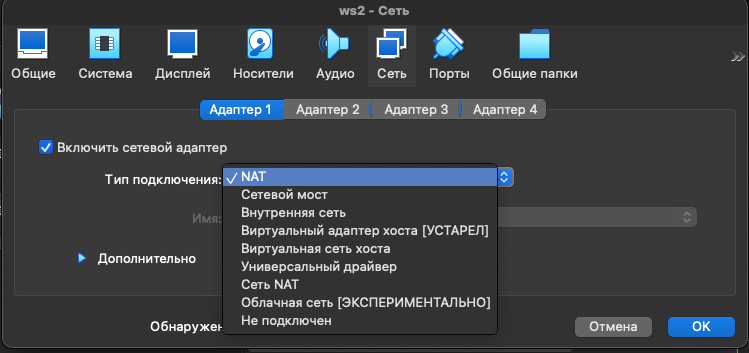 ws2 - Сеть
Общие Система Дисплей Носители Аудио Сеть Порты Общие папки
Адаптер 1 Адаптер 2 Адаптер 3 Адаптер 4
Включить сетевой адаптер
Тип подключения: ✓ NAT
Сетевой мост
Имя: Внутренняя сеть
Виртуальный адаптер хоста [УСТАРЕЛ]
Виртуальная сеть хоста
Дополнительно Универсальный драйвер
Сеть NAT
Облачная сеть [ЭКСПЕРИМЕНТАЛЬНО]
Не подключен
Обнаружен
Отмена OK